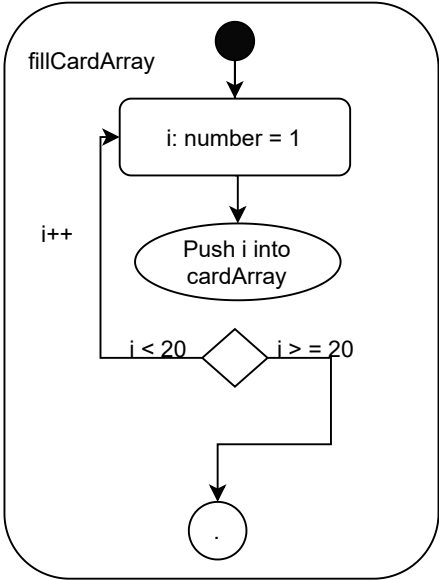 fillCardArray
i: number = 1
i++
Push i into
cardArray
i < 20
i > = 20
.